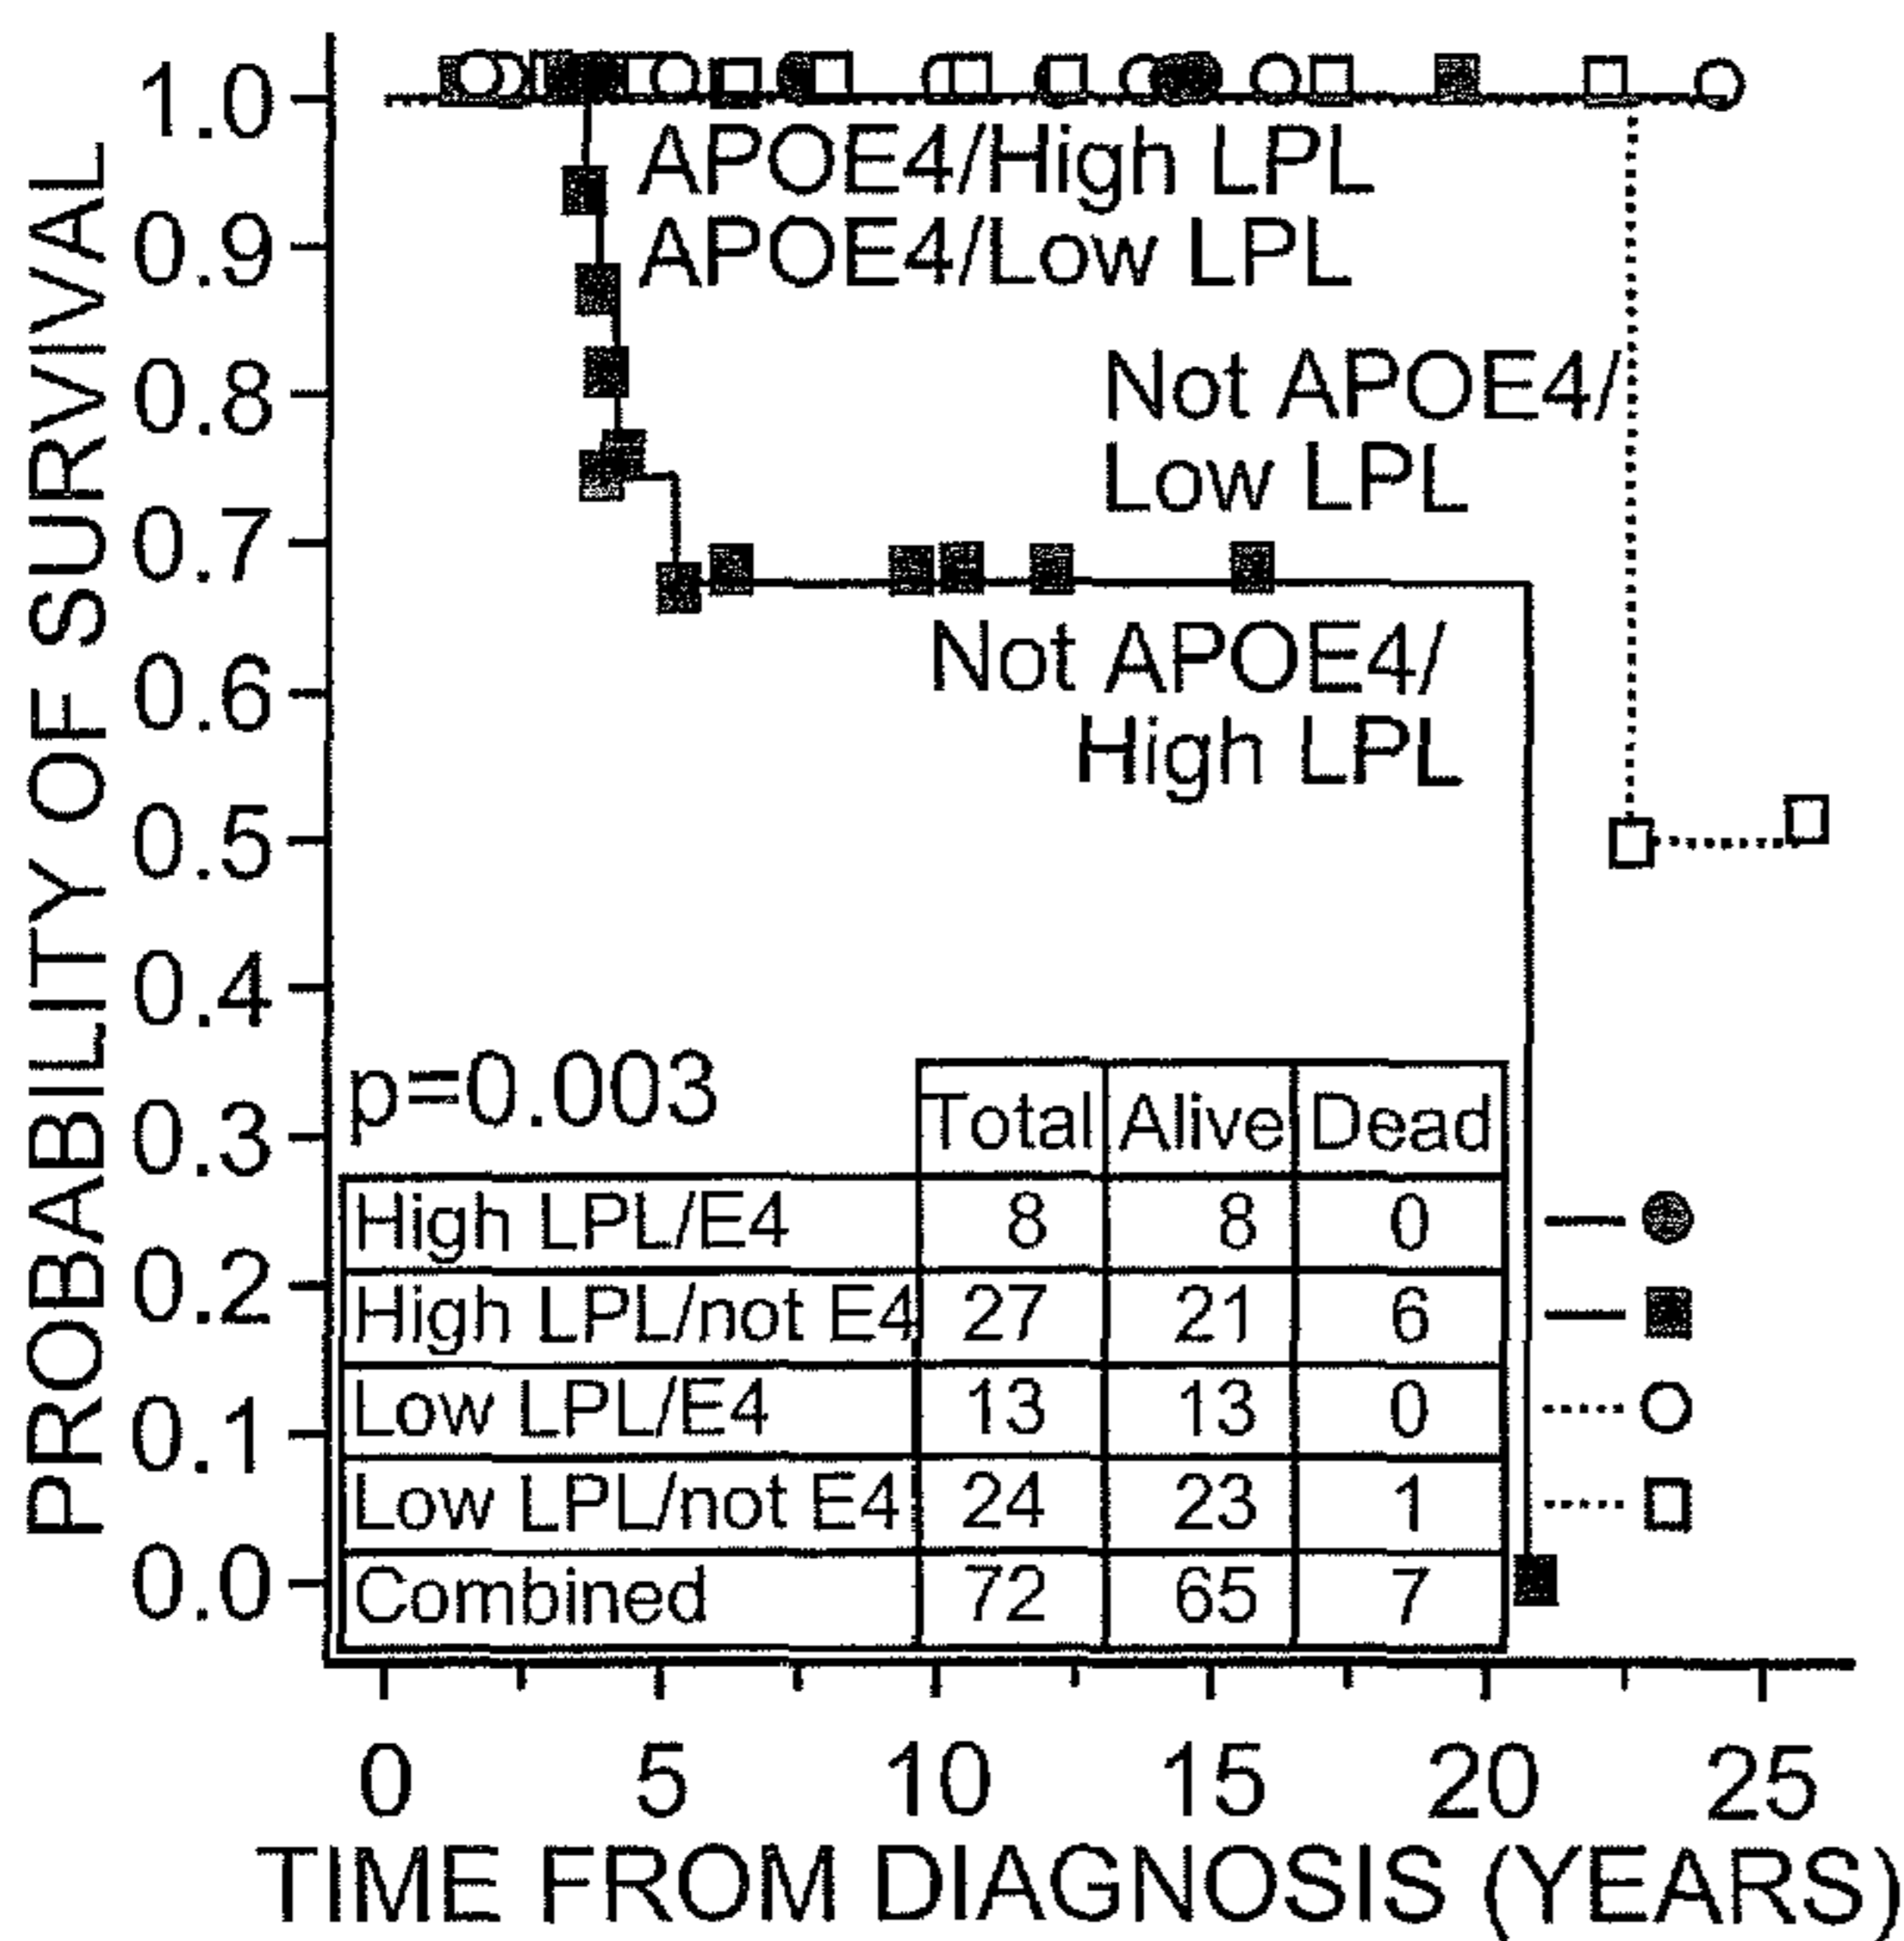 PROBABILITY OF SURVIVAL
1.0
0.9
0.8
0.7
0.6
0.5
0.4
0.3
0.2
0.1
0.0
APOE4/High LPL
APOE4/Low LPL
Not APOE4/
Low LPL
Not APOE4/
High LPL
p=0.003
Total Alive Dead
High LPL/E4 8 8 0
High LPL/not E4 27 21 6
Low LPL/E4 13 13 0
Low LPL/not E4 24 23 1
Combined 72 65 7
0 5 10 15 20 25
TIME FROM DIAGNOSIS (YEARS)